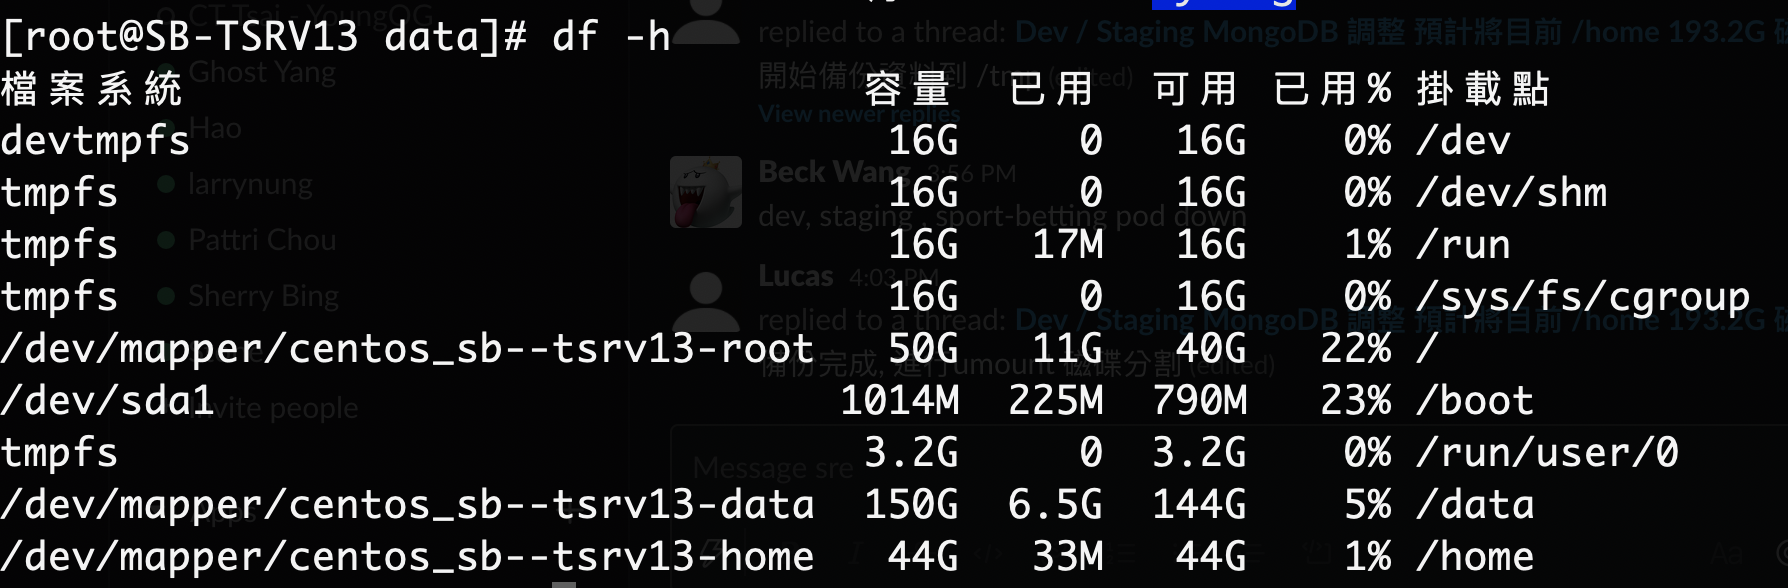 CT Tsai, YoungOG
[root@SB-TSRV13 data]# df -h
replied to a thread: Dev / Staging MongoDB 調整 預計將目前 /home 193.2G
Ghost Yang
開始備份資料到 /tmp (edited)
檔案系統 容量 已用 可用 已用% 掛載點
View newer replies
Hao
devtmpfs 16G 0 16G 0% /dev
Beck Wang 3:56 PM
larrynung
tmpfs 16G 0 16G 0% /dev/shm
dev, staging , sport-betting pod down
Pattri Chou
tmpfs 16G 17M 16G 1% /run
Lucas 4:03 PM
Sherry Bing
tmpfs 16G 0 16G 0% /sys/fs/cgroup
replied to a thread: Dev / Staging MongoDB 調整 預計將目前 /home 193.2G
/dev/mapper/centos_sb--tsrv13-root 50G 11G 40G 22% /
備份完成, 進行umount 磁碟分割 (edited)
/dev/sda1 1014M 225M 790M 23% /boot
Invite people
tmpfs 3.2G 0 3.2G 0% /run/user/0
Message sre
/dev/mapper/centos_sb--tsrv13-data 150G 6.5G 144G 5% /data
Apps
/dev/mapper/centos_sb--tsrv13-home 44G 33M 44G 1% /home
Aa